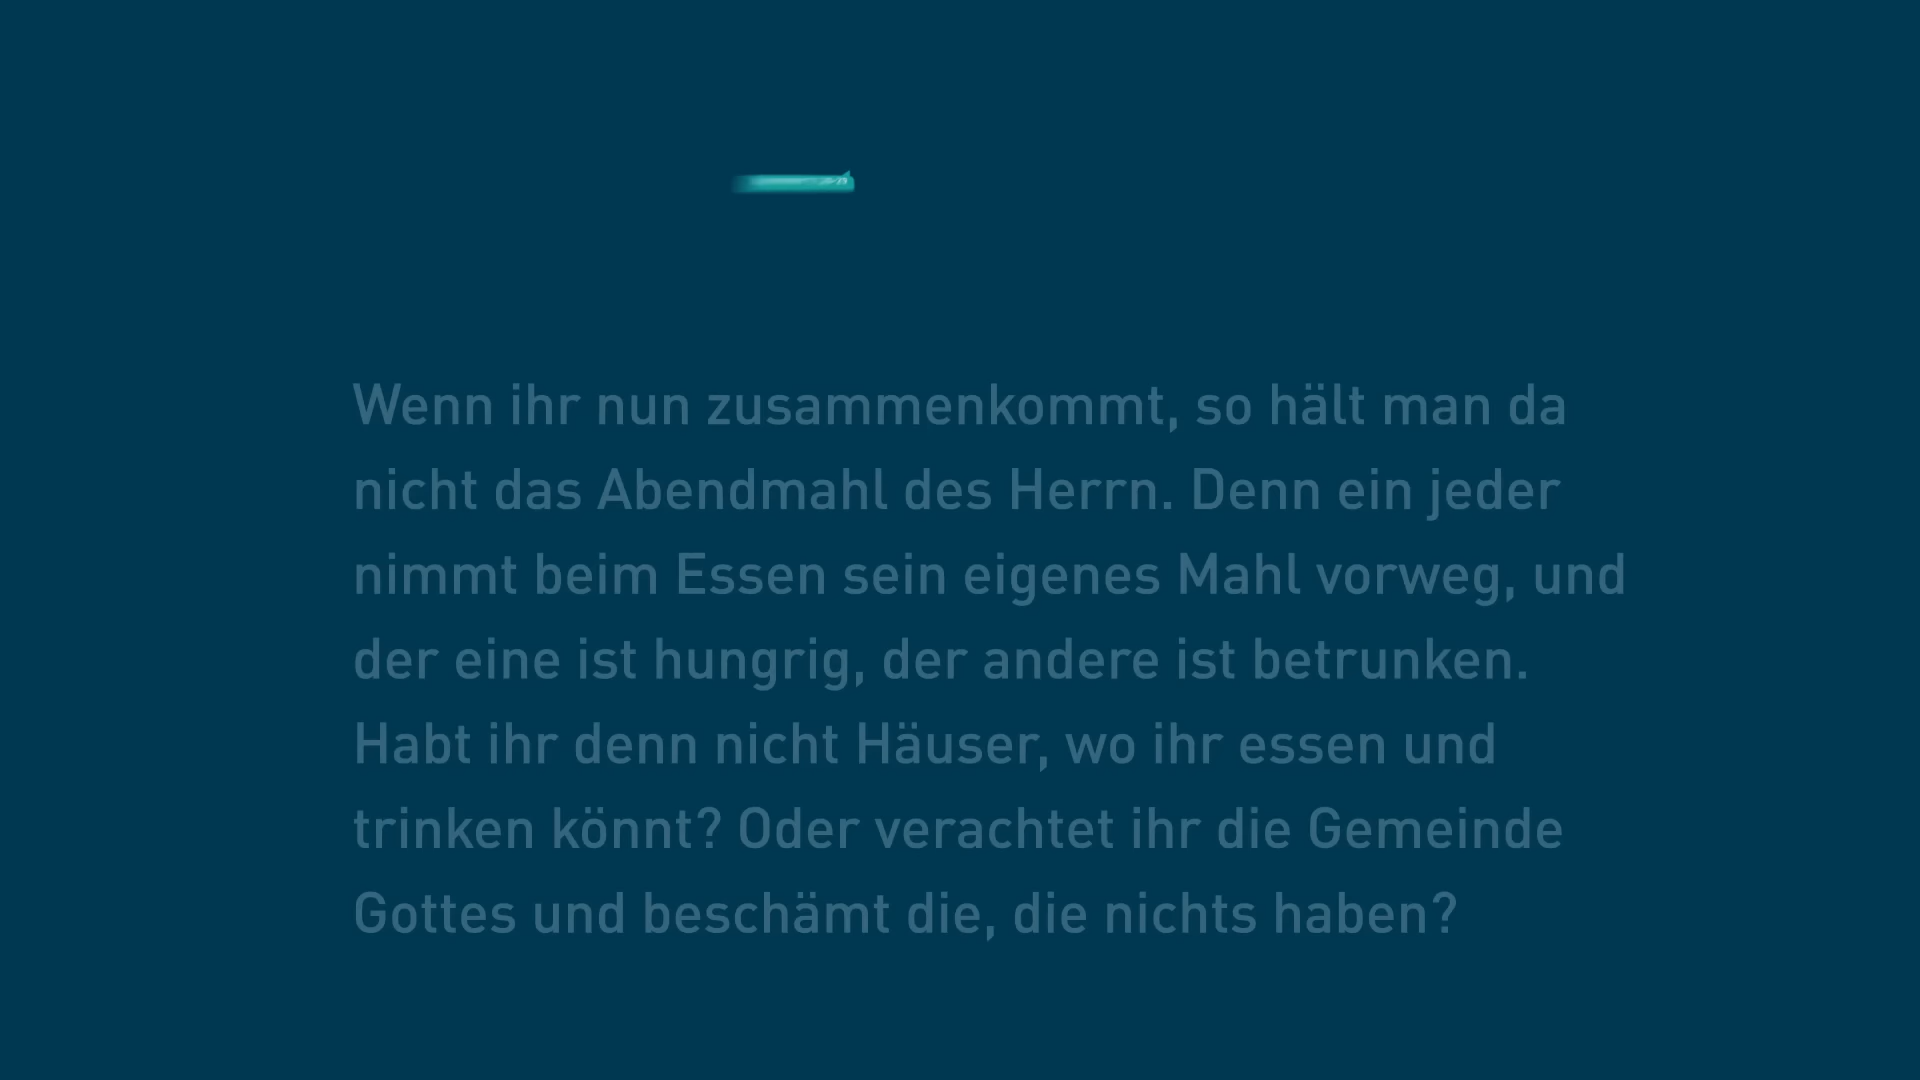 Wenn ihr nun zusammenkommt, so hält man da
nicht das Abendmahl des Herrn. Denn ein jeder
nimmt beim Essen sein eigenes Mahl vorweg, und
der eine ist hungrig, der andere ist betrunken.
Habt ihr denn nicht Häuser, wo ihr essen und
trinken könnt? Oder verachtet ihr die Gemeinde
Gottes und beschämt die, die nichts haben?